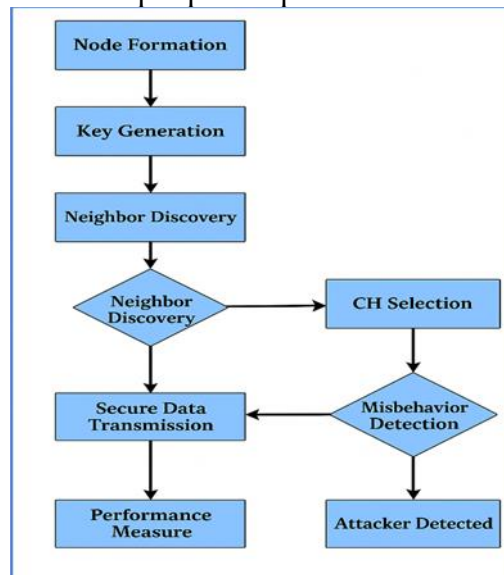 Node Formation
Key Generation
Neighbor Discovery
Neighbor
Discovery
CH Selection
Secure Data
Transmission
Misbehavior
Detection
Performance
Measure
Attacker Detected